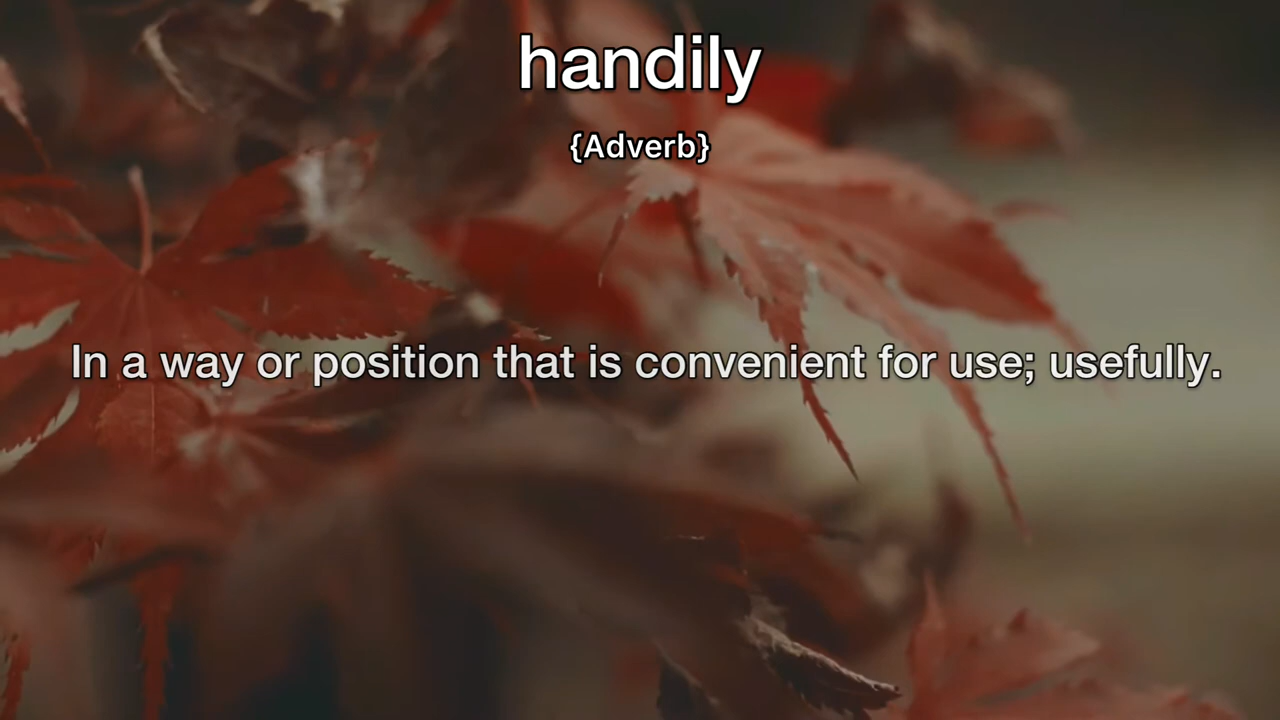 handily
{Adverb}
In a way or position that is convenient for use; usefully.